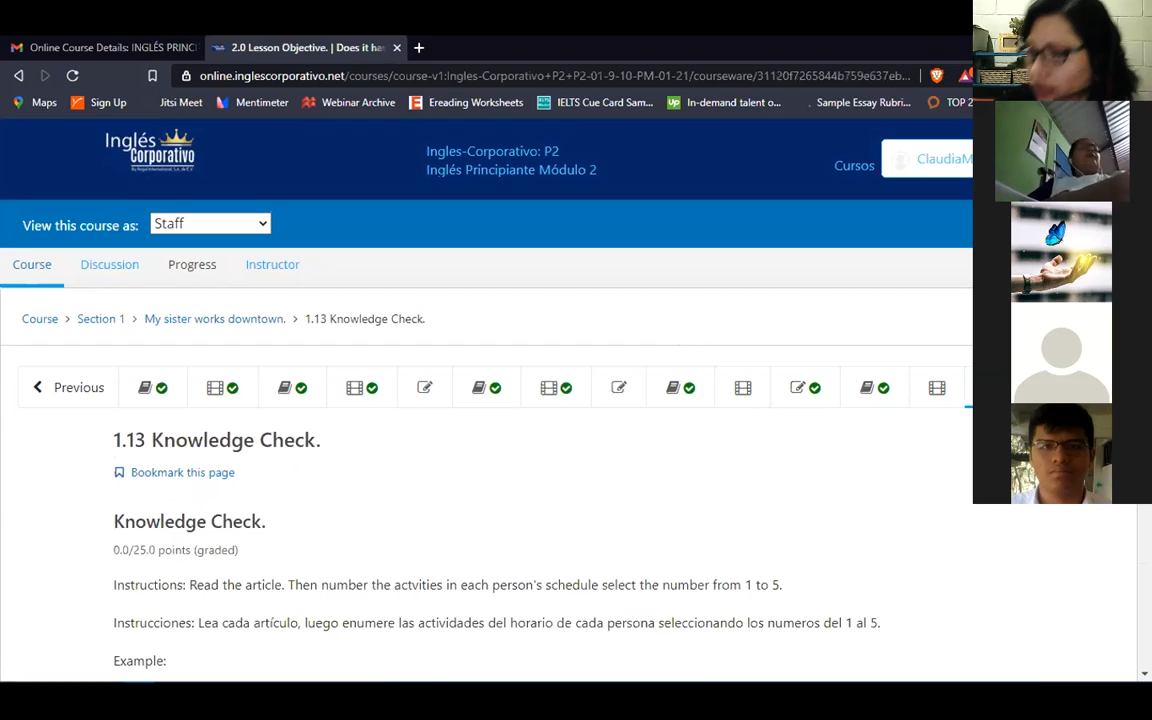 Online Course Details: INGLÉS PRINCI
2.0 Lesson Objective. | Does it ha
online.inglescorporativo.net/courses/course-v1:Ingles-Corporativo+P2+P2-01-9-10-PM-01-21/courseware/31120f7265844b759e637eb...
Maps Sign Up Jitsi Meet Mentimeter Webinar Archive Ereading Worksheets IELTS Cue Card Sam... In-demand talent o... Sample Essay Rubri... TOP 2
Inglés
Corporativo
Ingles-Corporativo: P2
Inglés Principiante Módulo 2
Cursos
ClaudiaM
View this course as: Staff
Course Discussion Progress Instructor
Course > Section 1 > My sister works downtown. > 1.13 Knowledge Check.
Previous
1.13 Knowledge Check.
Bookmark this page
Knowledge Check.
0.0/25.0 points (graded)
Instructions: Read the article. Then number the actvities in each person's schedule select the number from 1 to 5.
Instrucciones: Lea cada artículo, luego enumere las actividades del horario de cada persona seleccionando los numeros del 1 al 5.
Example: